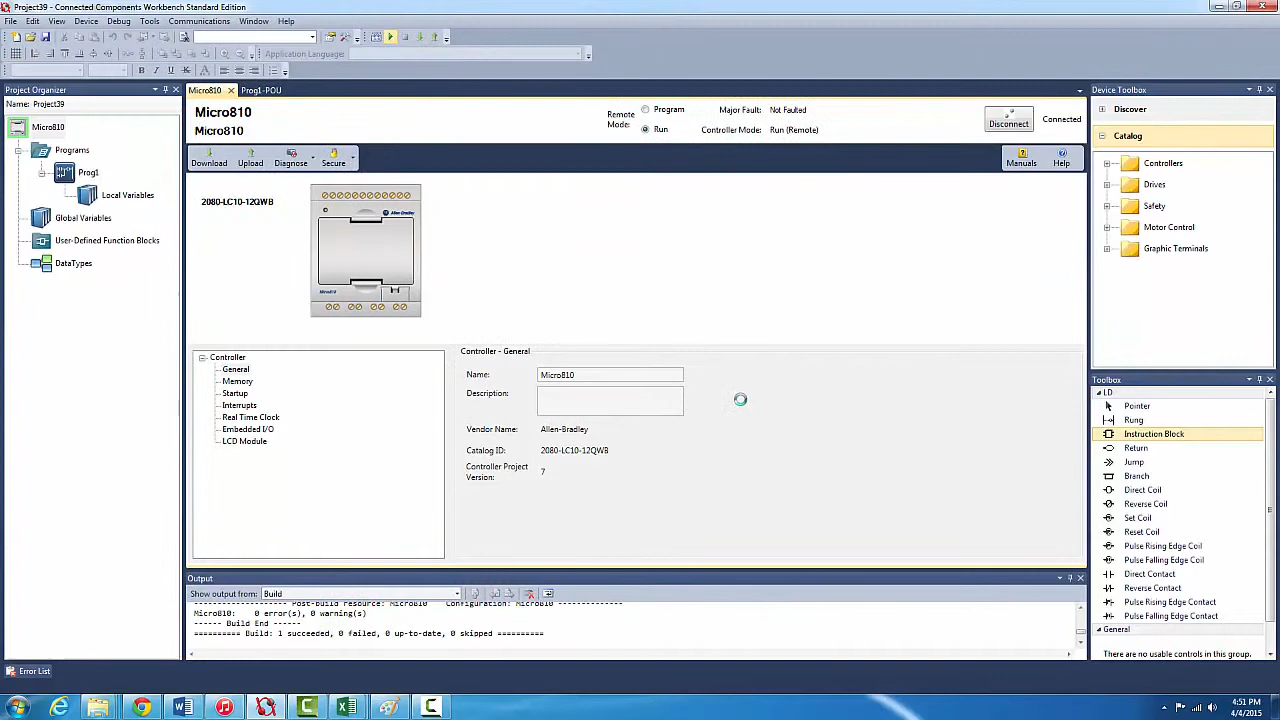 Project39 - Connected Components Workbench Standard Edition
File Edit View Device Debug Tools Communications Window Help
Application Language:
Project Organizer
Name: Project39
Micro810
Programs
Prog1
Local Variables
Global Variables
User-Defined Function Blocks
DataTypes
Micro810 Prog1-POU
Micro810
Micro810
Remote Mode:
Program
Run
Major Fault: Not Faulted
Controller Mode: Run (Remote)
Disconnect
Connected
Download Upload Diagnose Secure
Manuals Help
2080-LC10-12QWB
Allen-Bradley
Micro810
Controller
General
Memory
Startup
Interrupts
Real Time Clock
Embedded I/O
LCD Module
Controller - General
Name: Micro810
Description:
Vendor Name: Allen-Bradley
Catalog ID: 2080-LC10-12QWB
Controller Project Version: 7
Output
Show output from: Build
-------------------- Post-build resource: Micro810 Configuration: Micro810 --------------------
Micro810: 0 error(s), 0 warning(s)
------ Build End ------
========== Build: 1 succeeded, 0 failed, 0 up-to-date, 0 skipped ==========
Device Toolbox
Discover
Catalog
Controllers
Drives
Safety
Motor Control
Graphic Terminals
Toolbox
LD
Pointer
Rung
Instruction Block
Return
Jump
Branch
Direct Coil
Reverse Coil
Set Coil
Reset Coil
Pulse Rising Edge Coil
Pulse Falling Edge Coil
Direct Contact
Reverse Contact
Pulse Rising Edge Contact
Pulse Falling Edge Contact
General
There are no usable controls in this group.
Error List
4:51 PM
4/4/2015